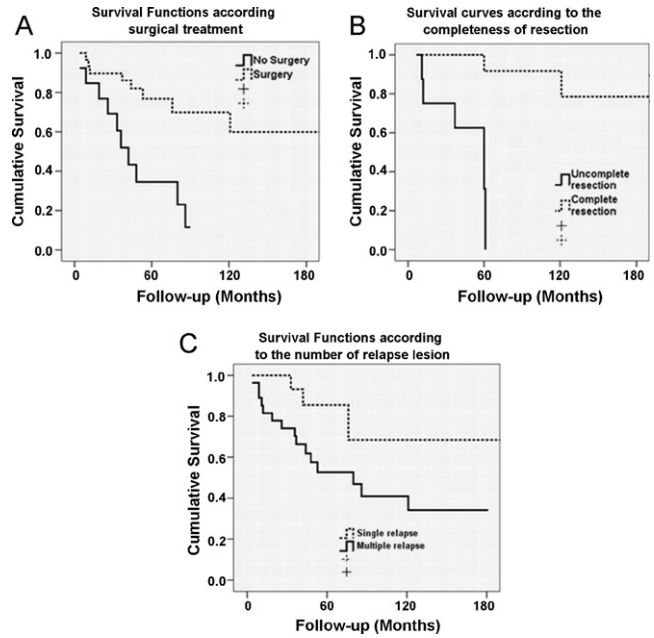 A
Survival Functions according
surgical treatment
Cumulative Survival
1.0
0.8
0.6
0.4
0.2
0.0
No Surgery
Surgery
0
60
120
180
Follow-up (Months)
B
Survival curves acrding to the
completeness of resection
Cumulative Survival
1.0
0.8
0.6
0.4
0.2
0.0
Uncomplete
resection
Complete
resection
0
60
120
180
Follow-up (Months)
C
Survival Functions according
to the number of relapse lesion
Cumulative Survival
1.0
0.8
0.6
0.4
0.2
0.0
Single relapse
Multiple relapse
0
60
120
180
Follow-up (Months)